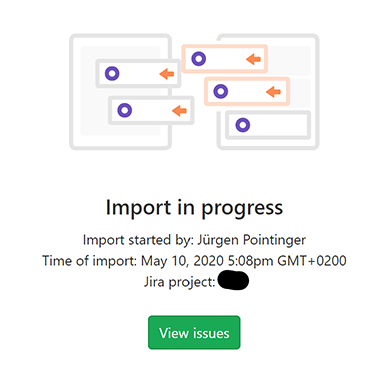 Import in progress
Import started by: Jürgen Pointinger
Time of import: May 10, 2020 5:08pm GMT+0200
Jira project:
View issues